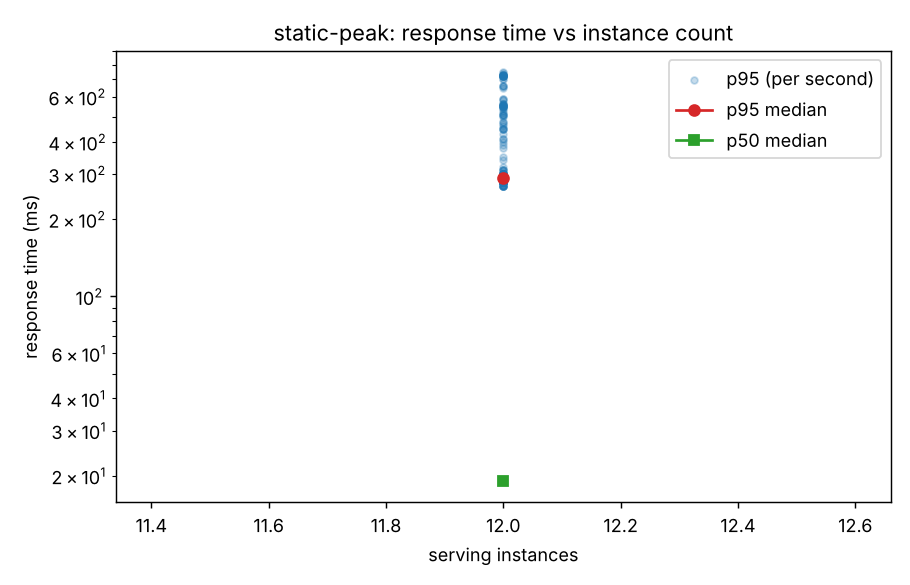 static-peak: response time vs instance count
p95 (per second)
p95 median
p50 median
response time (ms)
6 × 10²
4 × 10²
3 × 10²
2 × 10²
10²
6 × 10¹
4 × 10¹
3 × 10¹
2 × 10¹
11.4 11.6 11.8 12.0 12.2 12.4 12.6
serving instances